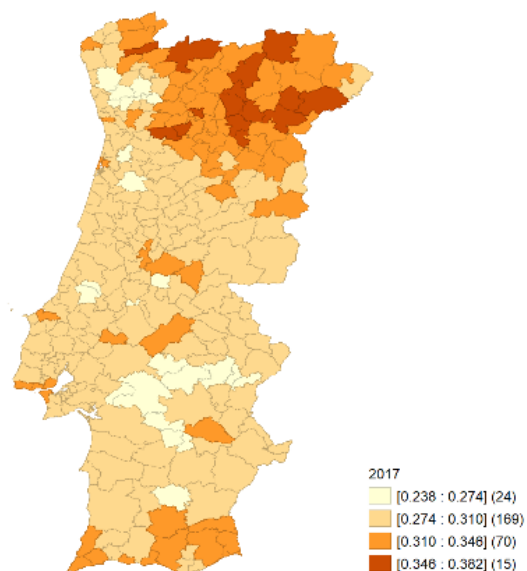 2017
[0.238 : 0.274] (24)
[0.274 : 0.310] (169)
[0.310 : 0.346] (70)
[0.346 : 0.382] (15)